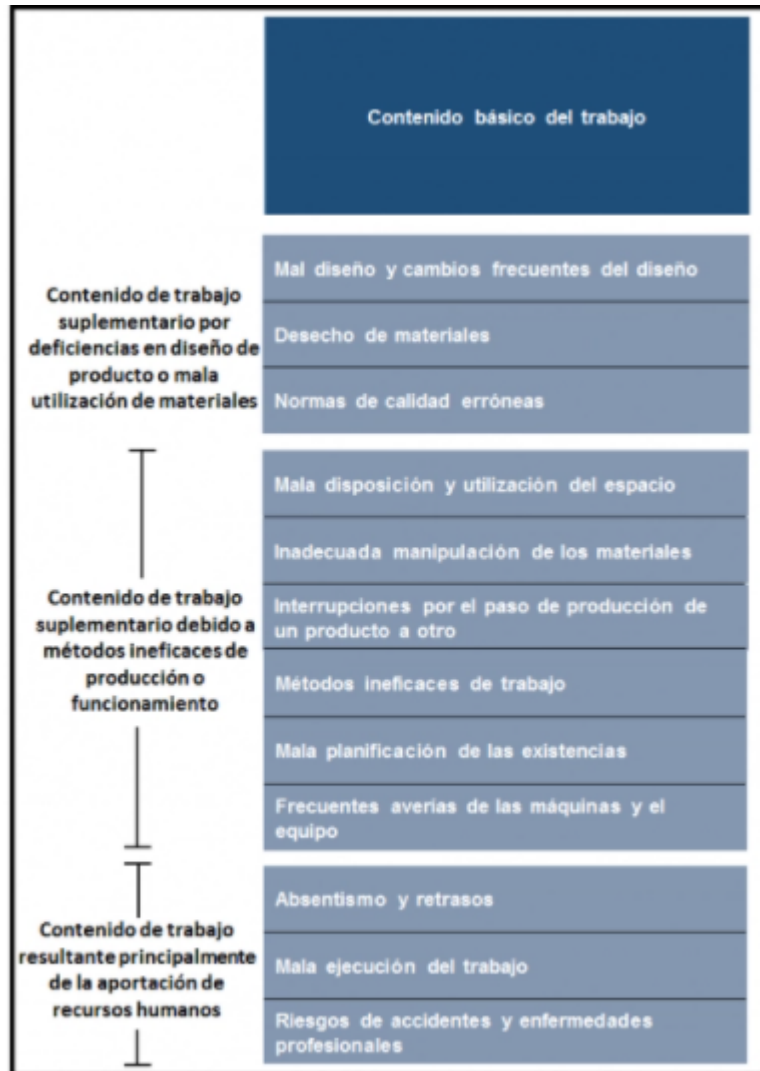 Contenido básico del trabajo
Contenido de trabajo
suplementario por
deficiencias en diseño de
producto o mala
utilización de materiales
Mal diseño y cambios frecuentes del diseño
Desecho de materiales
Normas de calidad erróneas
Contenido de trabajo
suplementario debido a
métodos ineficaces de
producción o
funcionamiento
Mala disposición y utilización del espacio
Inadecuada manipulación de los materiales
Interrupciones por el paso de producción de
un producto a otro
Métodos ineficaces de trabajo
Mala planificación de las existencias
Frecuentes averías de las máquinas y el
equipo
Contenido de trabajo
resultante principalmente
de la aportación de
recursos humanos
Absentismo y retrasos
Mala ejecución del trabajo
Riesgos de accidentes y enfermedades
profesionales